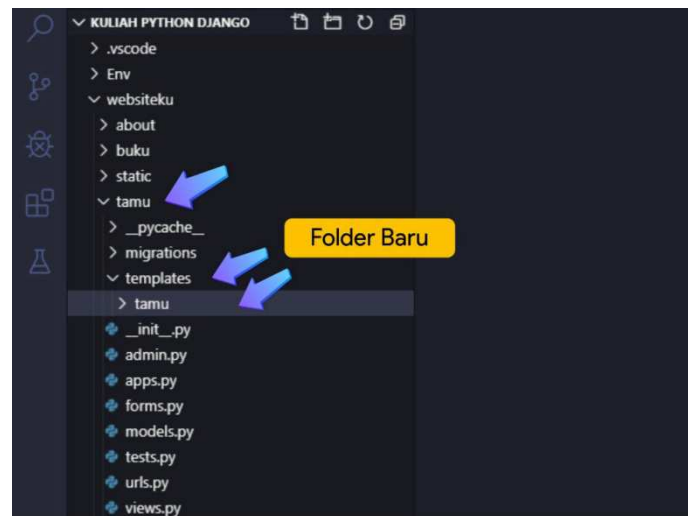 KULIAH PYTHON DJANGO
.vscode
Env
websiteku
about
buku
static
tamu
__pycache__
migrations
Folder Baru
templates
tamu
__init__.py
admin.py
apps.py
forms.py
models.py
tests.py
urls.py
views.py